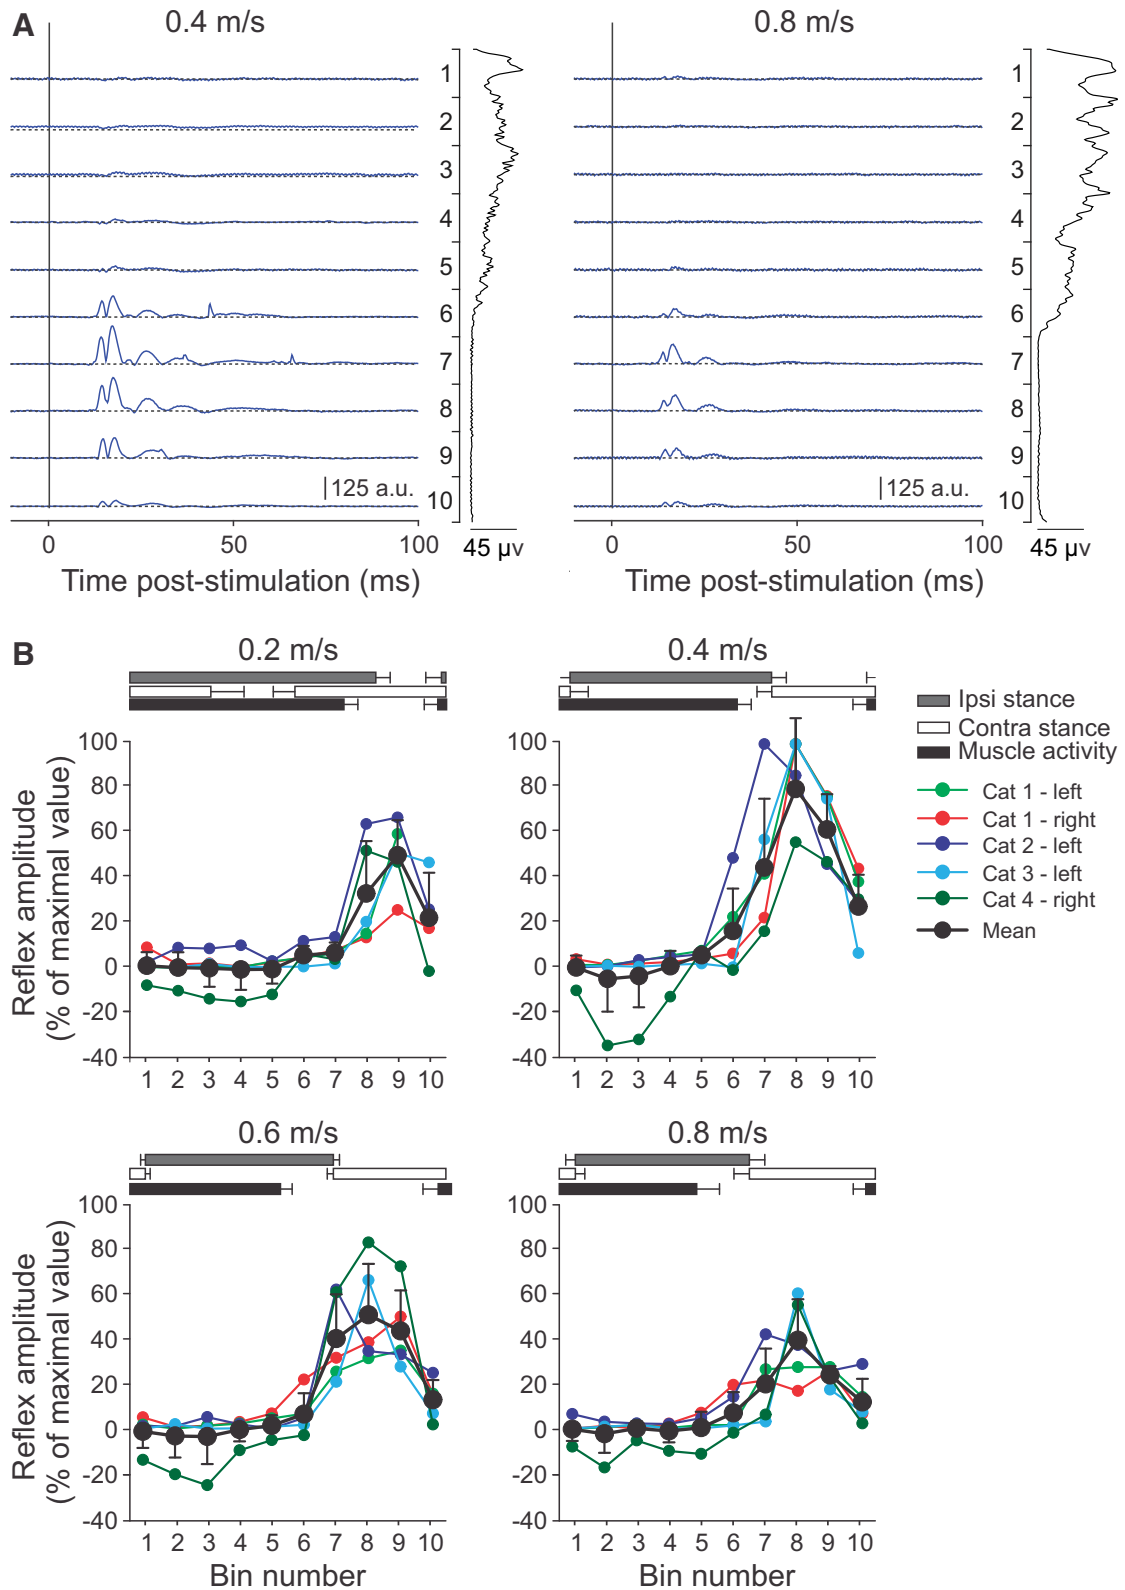 A
0.4 m/s
0.8 m/s
1
2
3
4
5
6
7
8
9
10
125 a.u.
0 50 100
45 µv
Time post-stimulation (ms)
1
2
3
4
5
6
7
8
9
10
125 a.u.
0 50 100
45 µv
Time post-stimulation (ms)
B
0.2 m/s
100
80
60
40
20
0
-20
-40
Reflex amplitude
(% of maximal value)
1 2 3 4 5 6 7 8 9 10
0.4 m/s
100
80
60
40
20
0
-20
-40
1 2 3 4 5 6 7 8 9 10
Ipsi stance
Contra stance
Muscle activity
Cat 1 - left
Cat 1 - right
Cat 2 - left
Cat 3 - left
Cat 4 - right
Mean
0.6 m/s
100
80
60
40
20
0
-20
-40
Reflex amplitude
(% of maximal value)
1 2 3 4 5 6 7 8 9 10
Bin number
0.8 m/s
100
80
60
40
20
0
-20
-40
1 2 3 4 5 6 7 8 9 10
Bin number